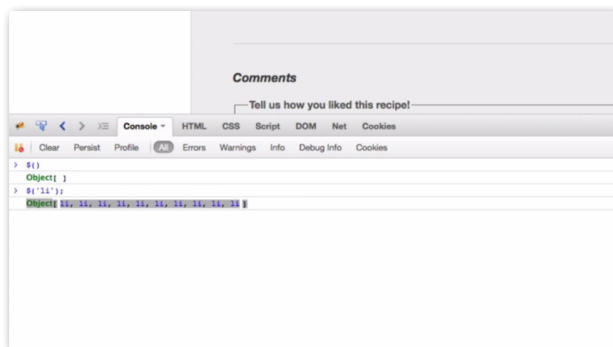 Comments
Tell us how you liked this recipe!
Console HTML CSS Script DOM Net Cookies
Clear Persist Profile All Errors Warnings Info Debug Info Cookies
> $()
Object[ ]
> $('li');
Object[ li, li, li, li, li, li, li, li, li, li ]